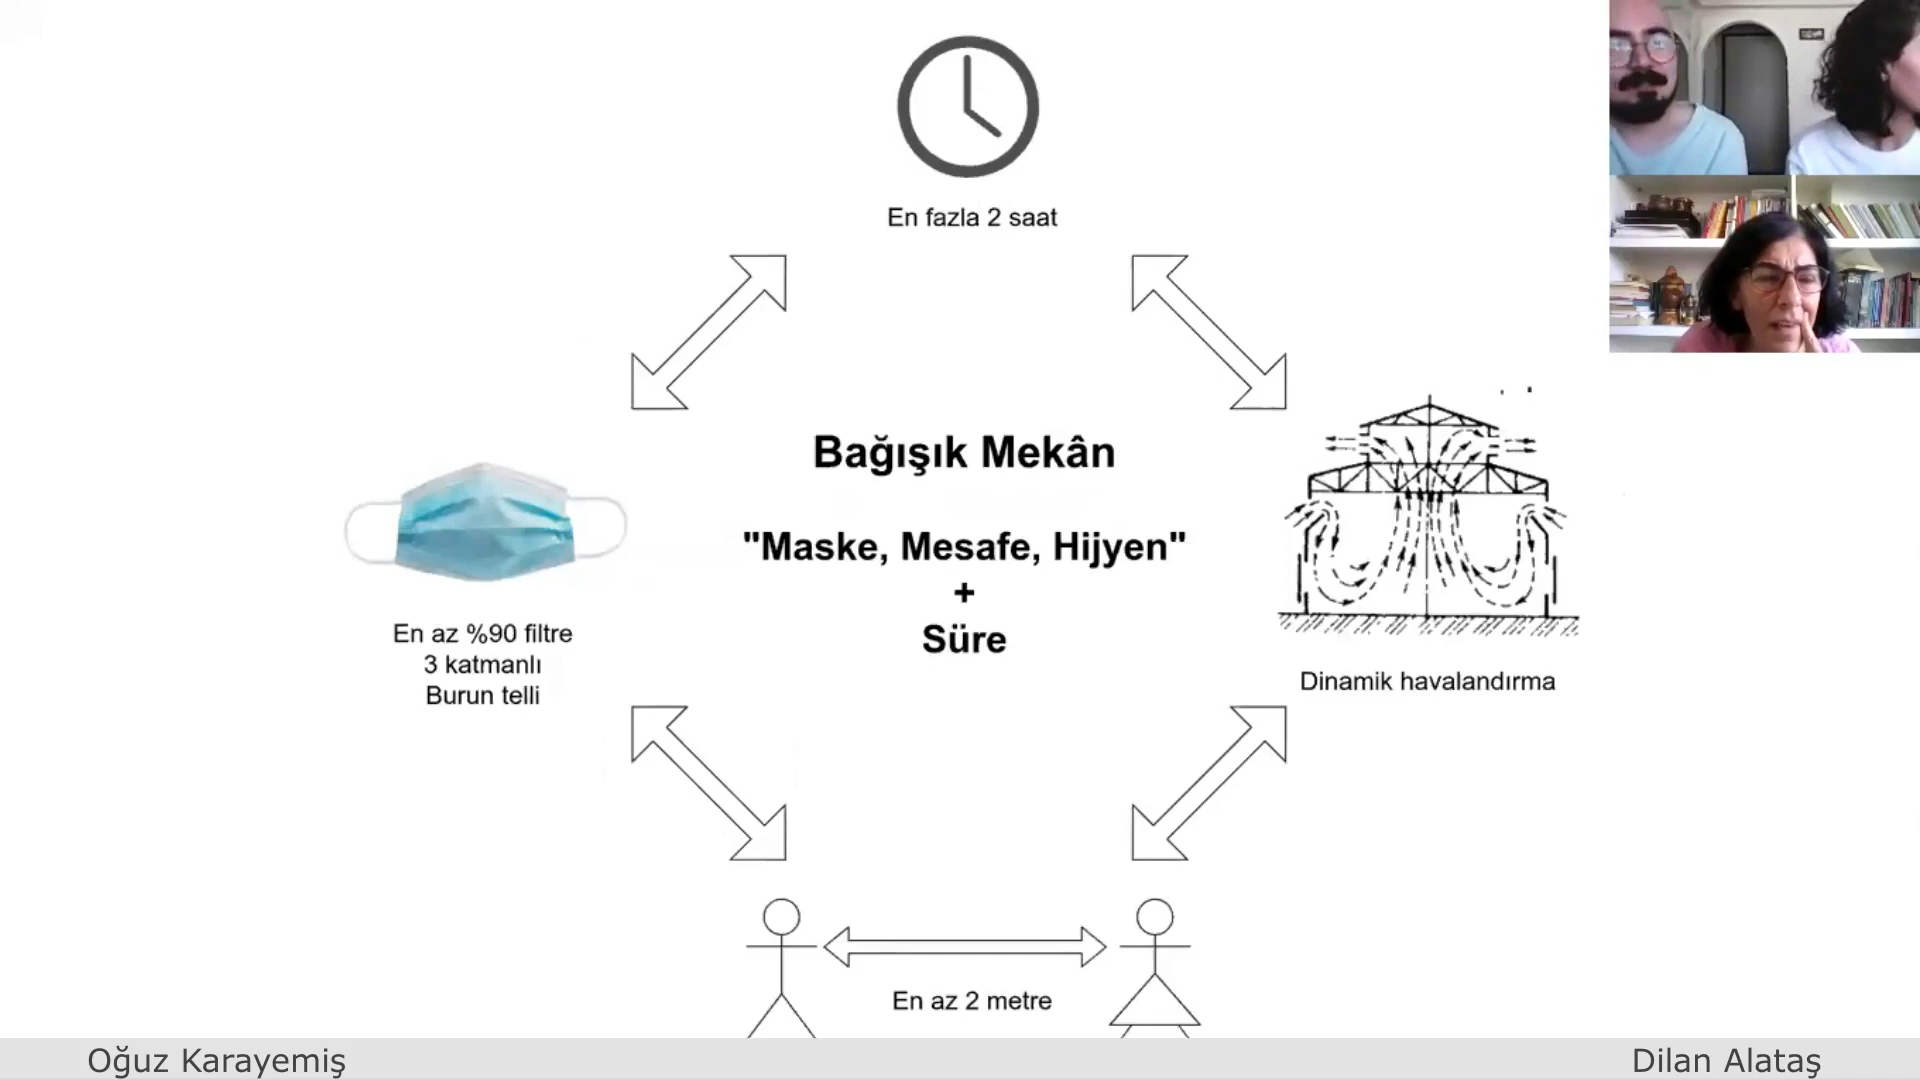 En fazla 2 saat
Bağışık Mekân
"Maske, Mesafe, Hijyen"
+
Süre
En az %90 filtre
3 katmanlı
Burun telli
Dinamik havalandırma
En az 2 metre
Oğuz Karayemiş
Dilan Alataş